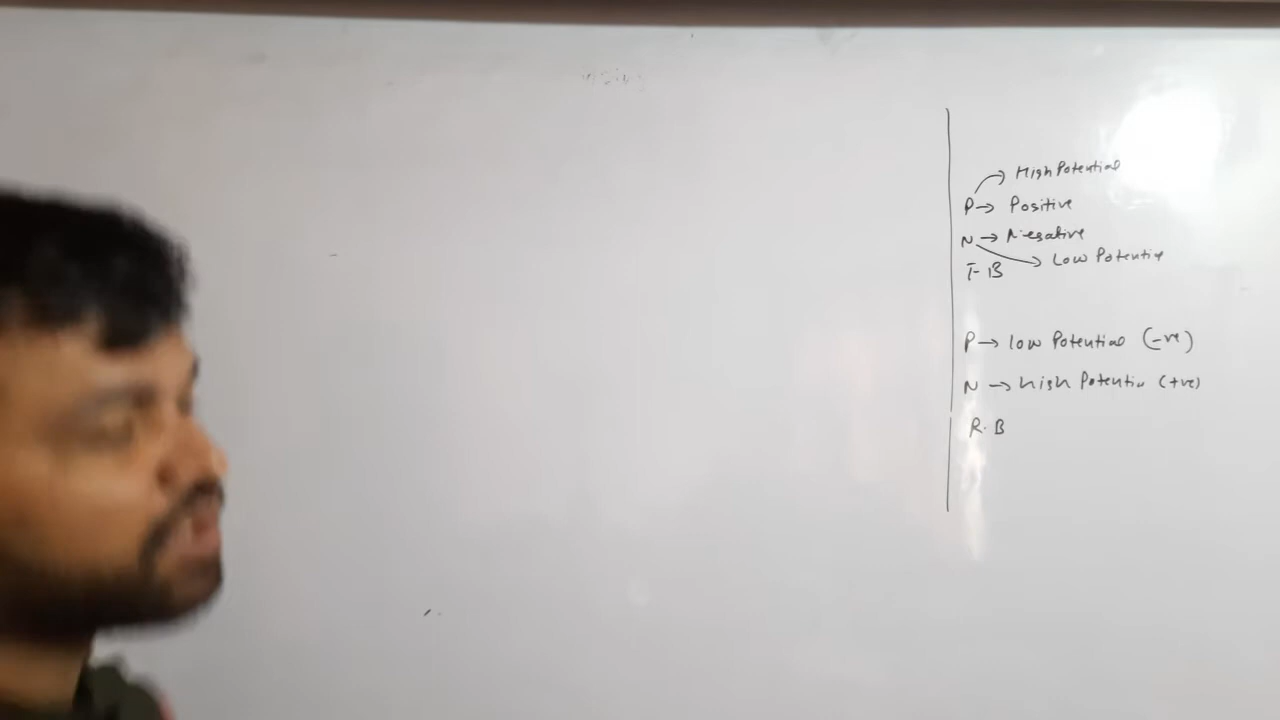 High Potential
P→ Positive
N→ Negative
Low Potential
F-B
P→ low Potential (-ve)
N→ high Potential (+ve)
R.B